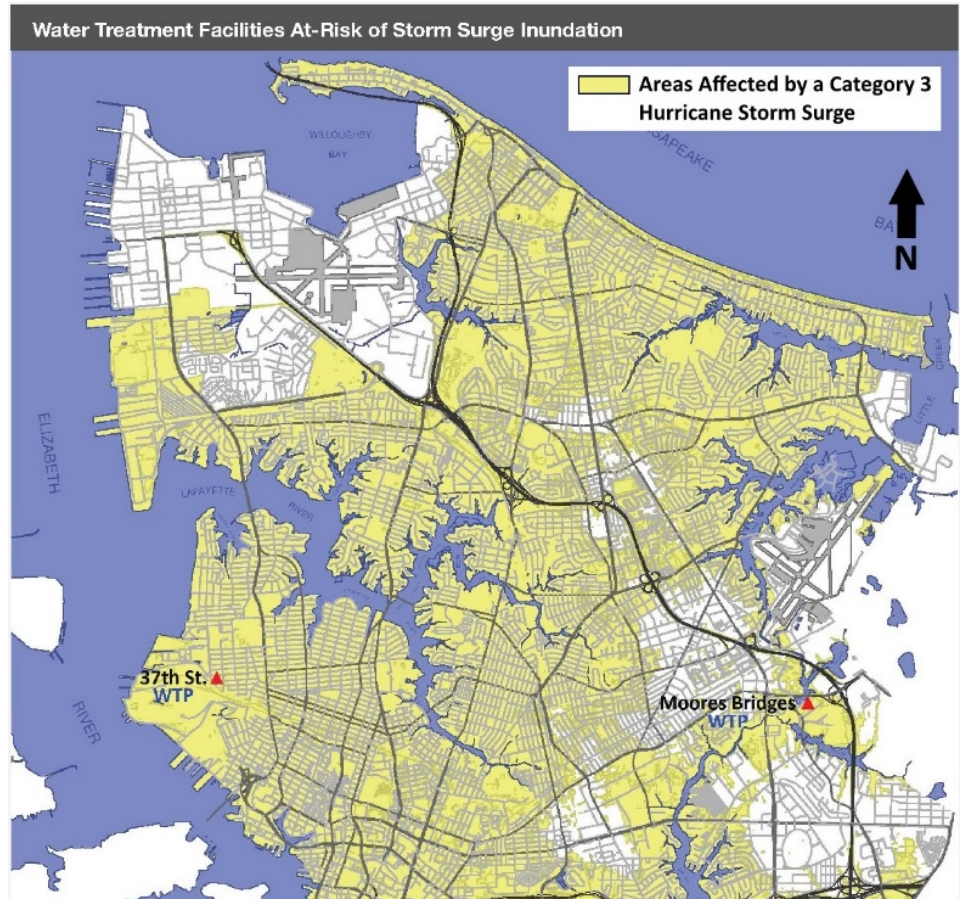 Water Treatment Facilities At-Risk of Storm Surge Inundation
Areas Affected by a Category 3
Hurricane Storm Surge
WILLOUGHBY
BAY
SAPEAKE
BA
N
CREEK
LITTLE
ELIZABETH
LAFAYETTE
RIVER
37th St.
WTP
Moores Bridges
WTP
RIVER